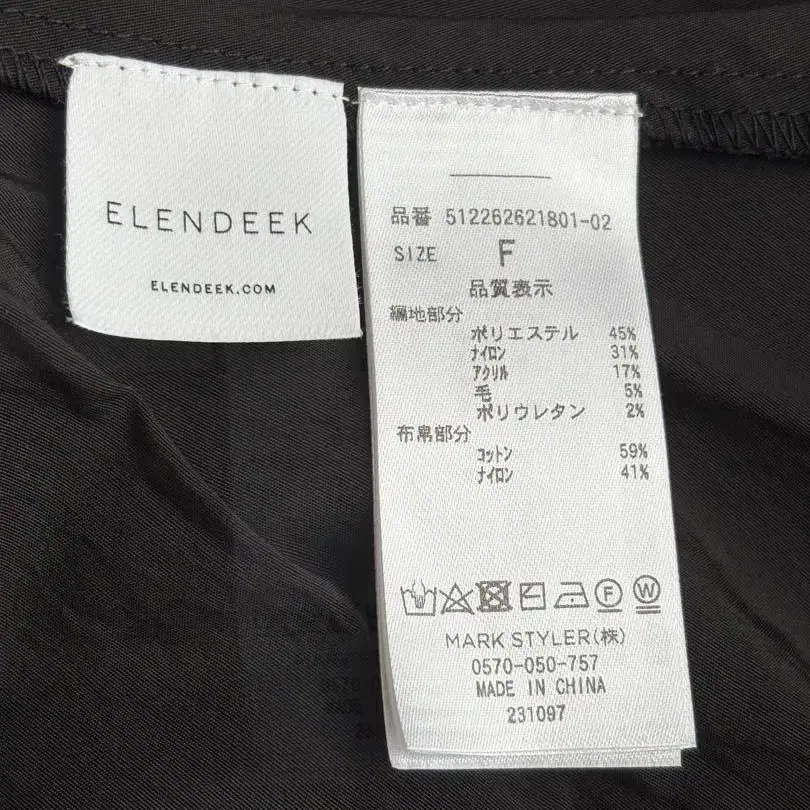 ELENDEEK
ELENDEEK.COM
品番 512262621801-02
SIZE F
品質表示
編地部分
ポリエステル 45%
ナイロン 31%
アクリル 17%
毛 5%
ポリウレタン 2%
布帛部分
コットン 59%
ナイロン 41%
F W
MARK STYLER(株)
0570-050-757
MADE IN CHINA
231097